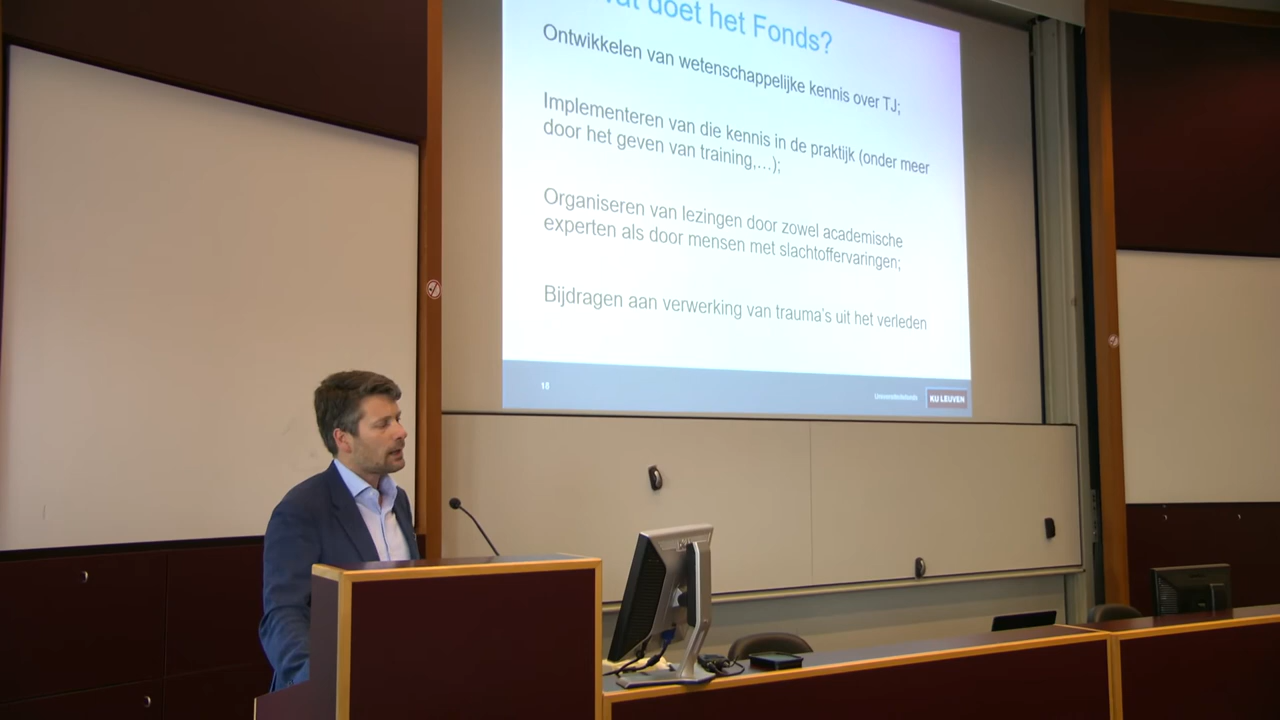 doet het Fonds?
Ontwikkelen van wetenschappelijke kennis over TJ;
Implementeren van die kennis in de praktijk (onder meer
door het geven van training,…);
Organiseren van lezingen door zowel academische
experten als door mensen met slachtofferervaringen;
Bijdragen aan verwerking van trauma's uit het verleden
18
KU LEUVEN